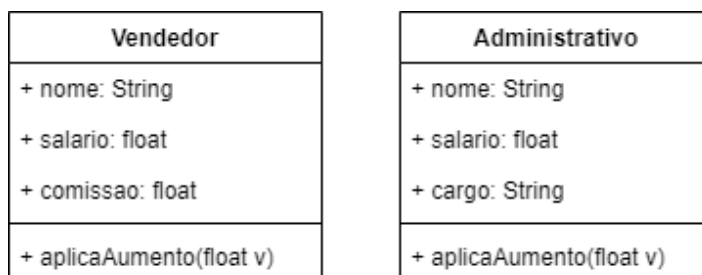 Vendedor
+ nome: String
+ salario: float
+ comissao: float
+ aplicaAumento(float v)
Administrativo
+ nome: String
+ salario: float
+ cargo: String
+ aplicaAumento(float v)